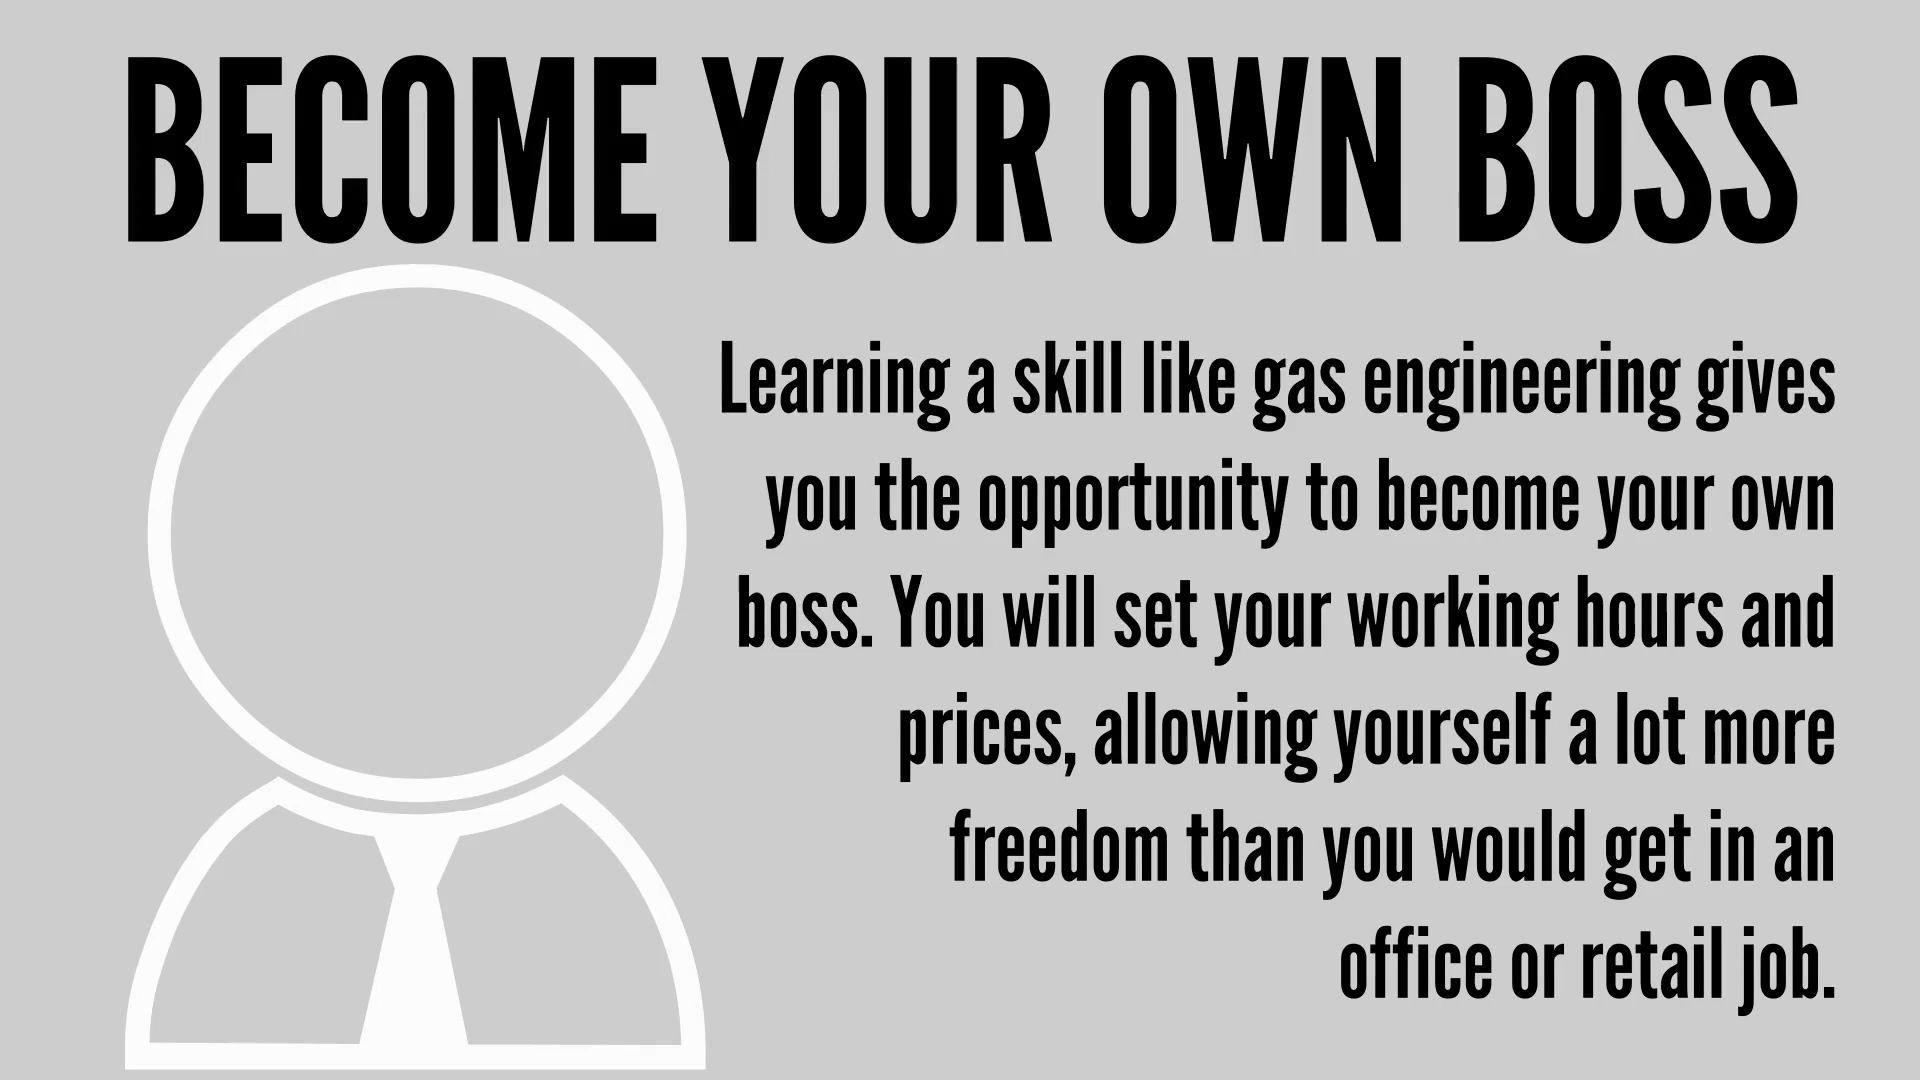 BECOME YOUR OWN BOSS
Learning a skill like gas engineering gives
you the opportunity to become your own
boss. You will set your working hours and
prices, allowing yourself a lot more
freedom than you would get in an
office or retail job.